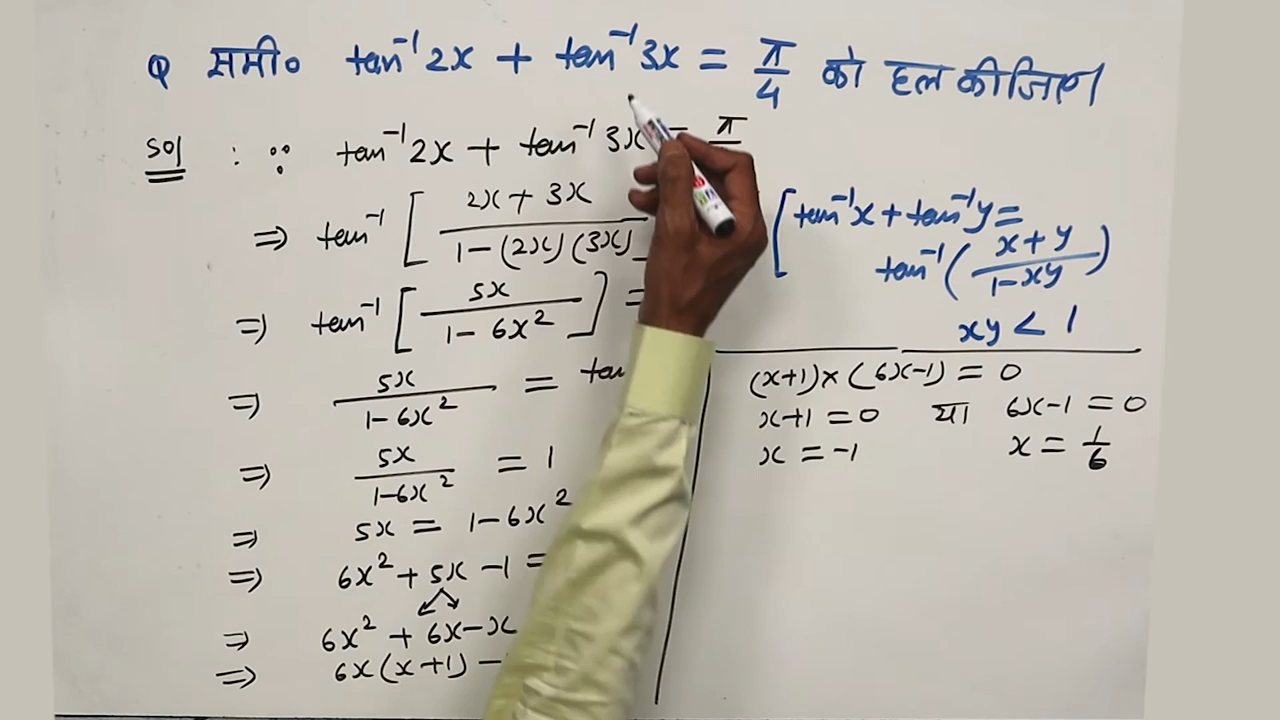 Q समी० tan⁻¹2x + tan⁻¹3x = π/4 को हल कीजिए।
Sol : ∵ tan⁻¹2x + tan⁻¹3x = π
⇒ tan⁻¹[ 2x + 3x / 1-(2x)(3x)
⇒ tan⁻¹[ 5x / 1-6x² ] =
⇒ 5x / 1-6x² = tan
⇒ 5x / 1-6x² = 1
⇒ 5x = 1-6x²
⇒ 6x² + 5x - 1 =
⇒ 6x² + 6x - x
⇒ 6x(x+1) -
[ tan⁻¹x + tan⁻¹y =
tan⁻¹( x+y / 1-xy )
xy < 1
(x+1)×(6x-1) = 0
x+1 = 0 या 6x-1 = 0
x = -1 x = 1/6